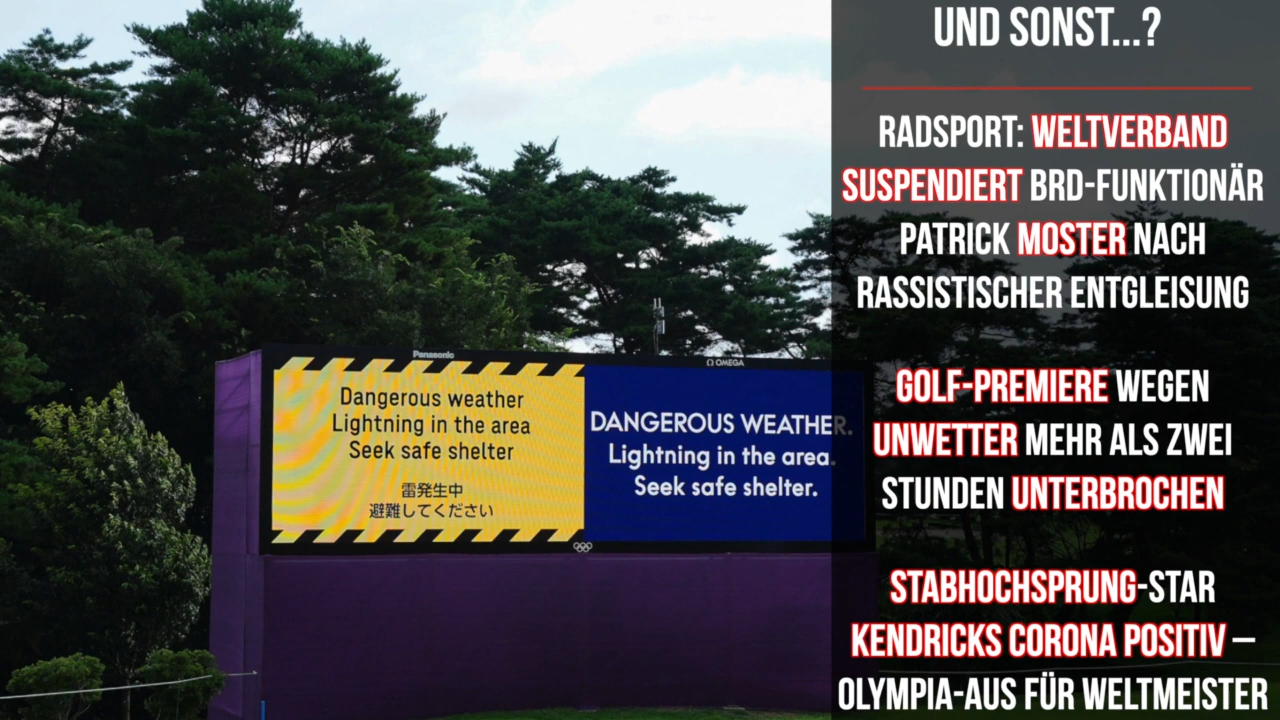 Panasonic
Ω OMEGA
Dangerous weather
Lightning in the area
Seek safe shelter
雷発生中
避難してください
DANGEROUS WEATHER.
Lightning in the area.
Seek safe shelter.
UND SONST...?
RADSPORT: WELTVERBAND
SUSPENDIERT BRD-FUNKTIONÄR
PATRICK MOSTER NACH
RASSISTISCHER ENTGLEISUNG
GOLF-PREMIERE WEGEN
UNWETTER MEHR ALS ZWEI
STUNDEN UNTERBROCHEN
STABHOCHSPRUNG-STAR
KENDRICKS CORONA POSITIV –
OLYMPIA-AUS FÜR WELTMEISTER